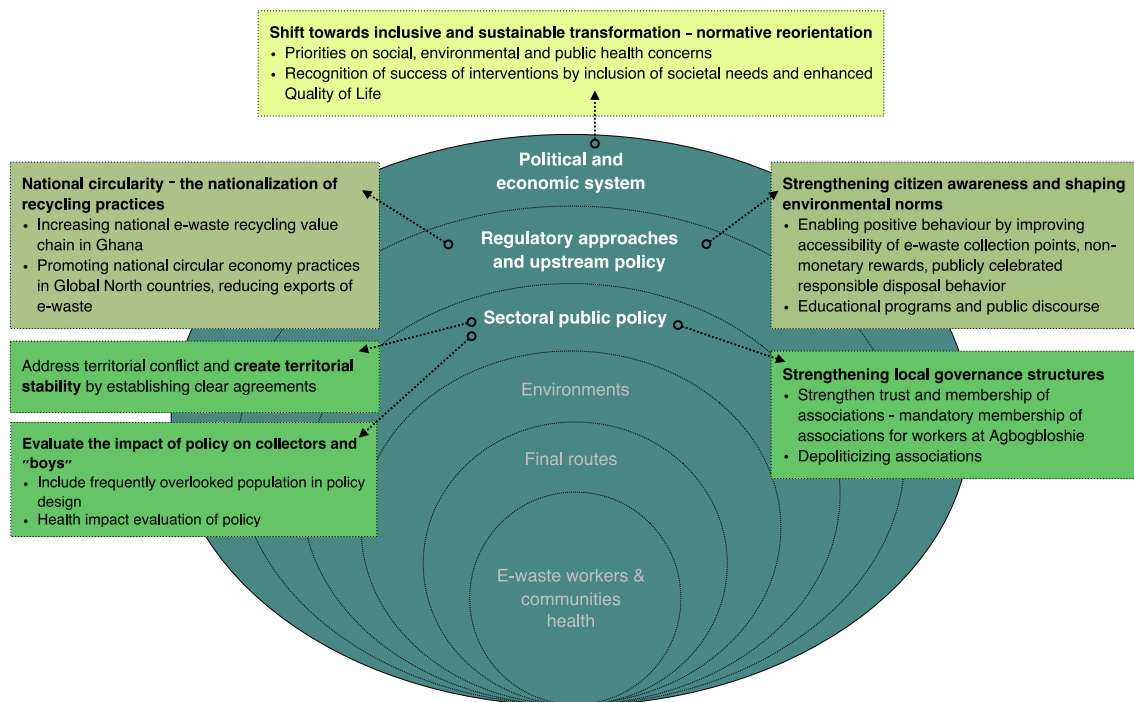 Shift towards inclusive and sustainable transformation - normative reorientation
• Priorities on social, environmental and public health concerns
• Recognition of success of interventions by inclusion of societal needs and enhanced
Quality of Life
Political and
economic system
National circularity - the nationalization of
recycling practices
• Increasing national e-waste recycling value
chain in Ghana
• Promoting national circular economy practices
in Global North countries, reducing exports of
e-waste
Regulatory approaches
and upstream policy
Strengthening citizen awareness and shaping
environmental norms
• Enabling positive behaviour by improving
accessibility of e-waste collection points, non-
monetary rewards, publicly celebrated
responsible disposal behavior
• Educational programs and public discourse
Sectoral public policy
Address territorial conflict and create territorial
stability by establishing clear agreements
Evaluate the impact of policy on collectors and
"boys"
• Include frequently overlooked population in policy
design
• Health impact evaluation of policy
Strengthening local governance structures
• Strengthen trust and membership of
associations - mandatory membership of
associations for workers at Agbogbloshie
• Depoliticizing associations
Environments
Final routes
E-waste workers &
communities
health